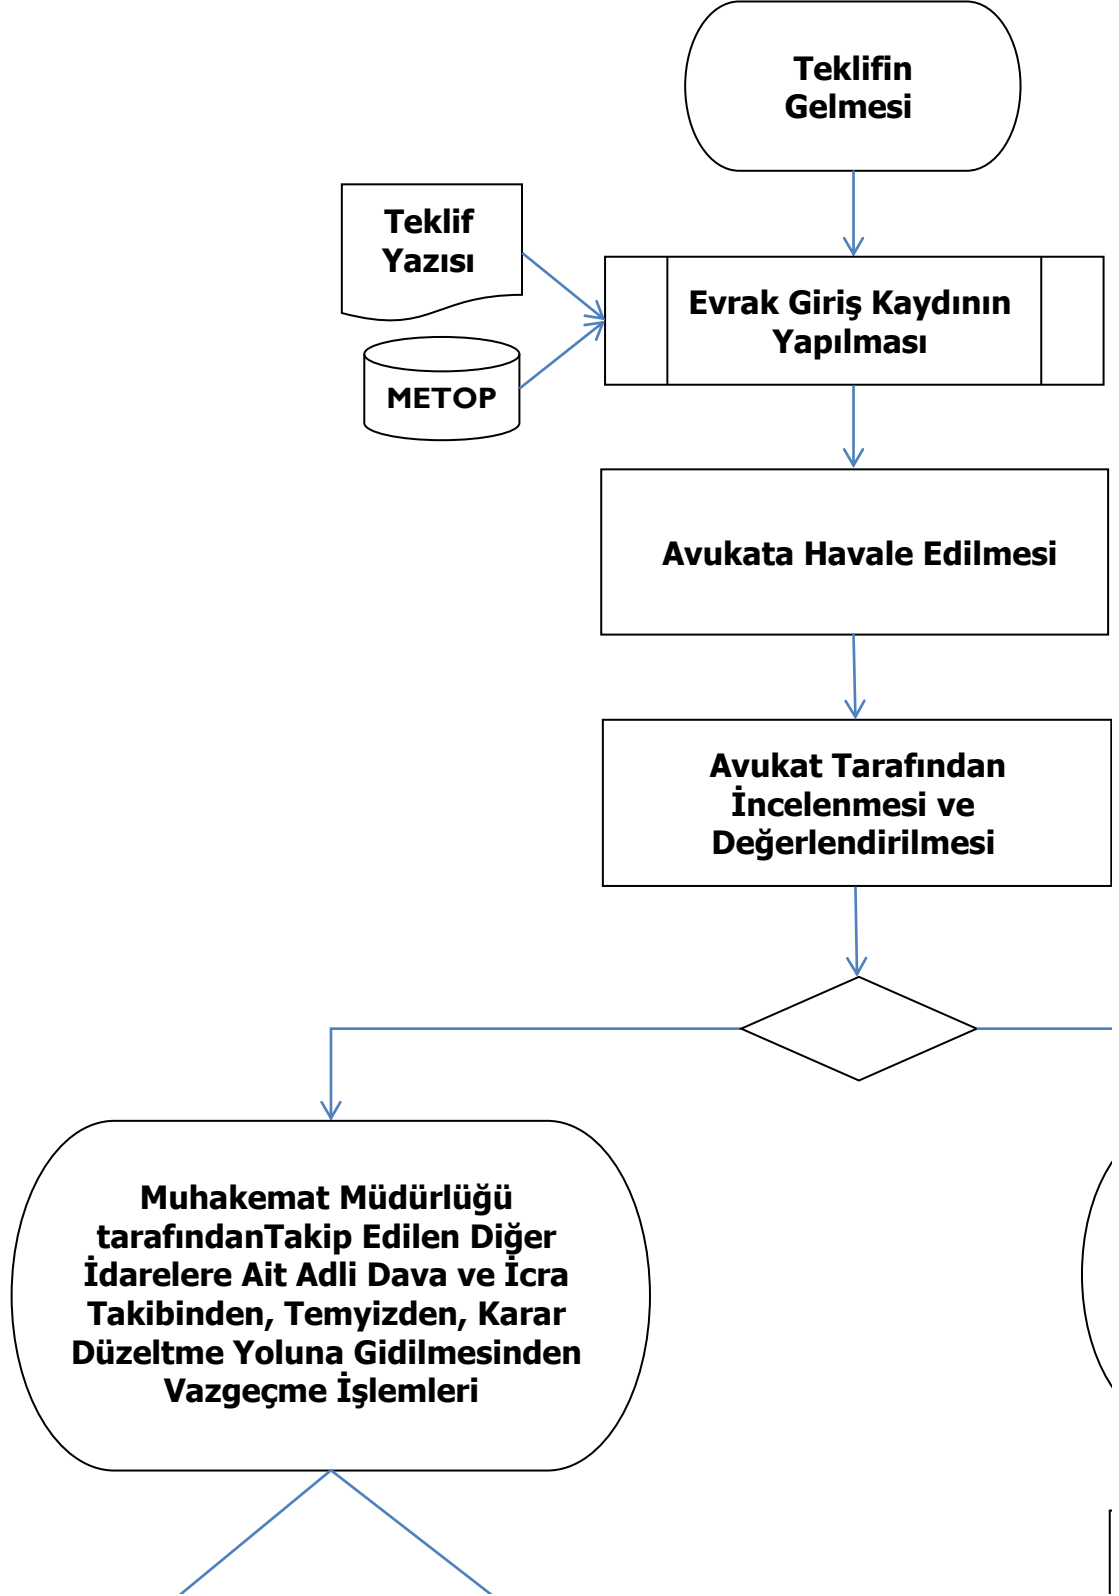 Teklifin
Gelmesi
Teklif
Yazısı
Evrak Giriş Kaydının
Yapılması
METOP
Avukata Havale Edilmesi
Avukat Tarafından
İncelenmesi ve
Değerlendirilmesi
Muhakemat Müdürlüğü
tarafındanTakip Edilen Diğer
İdarelere Ait Adli Dava ve İcra
Takibinden, Temyizden, Karar
Düzeltme Yoluna Gidilmesinden
Vazgeçme İşlemleri